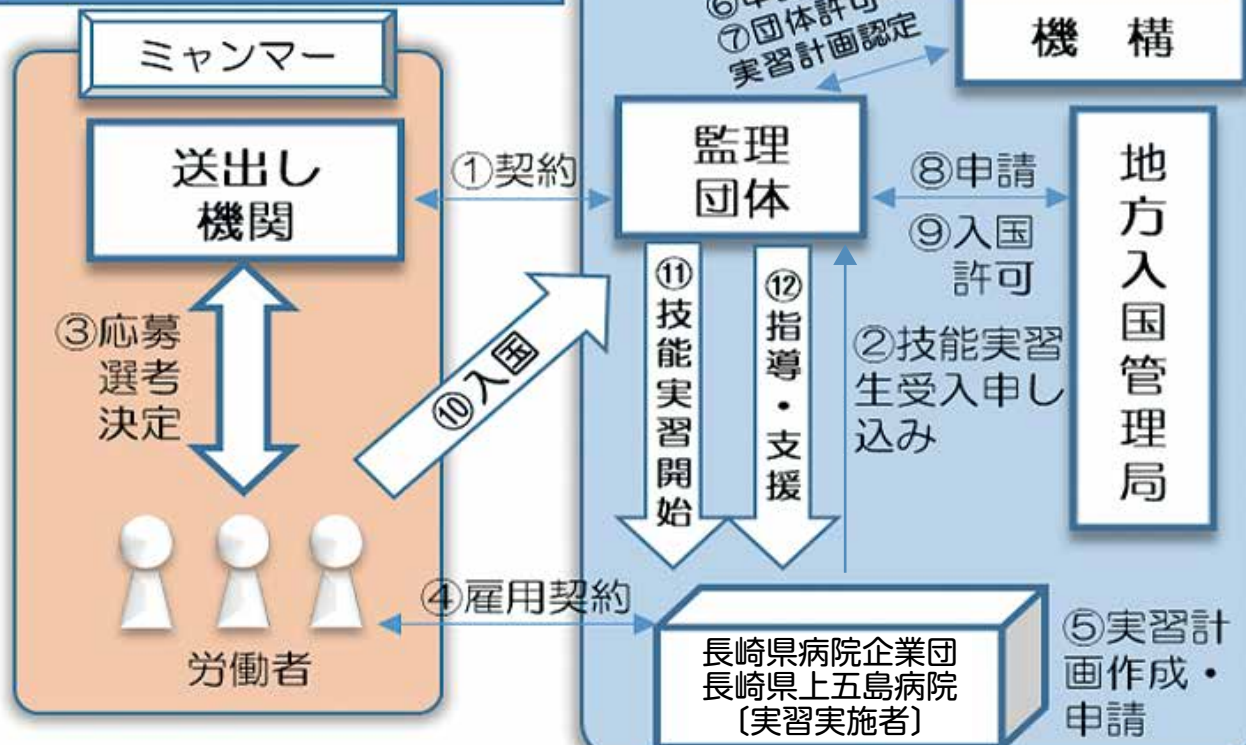 ミャンマー
送出し
機関
③応募
選考
決定
労働者
①契約
⑩入国
④雇用契約
⑦団体許可
実習計画認定
機 構
監理
団体
⑧申請
⑨入国
許可
地方入国管理局
⑪技能実習開始
⑫指導・支援
②技能実習
生受入申し
込み
長崎県病院企業団
長崎県上五島病院
〔実習実施者〕
⑤実習計
画作成・
申請